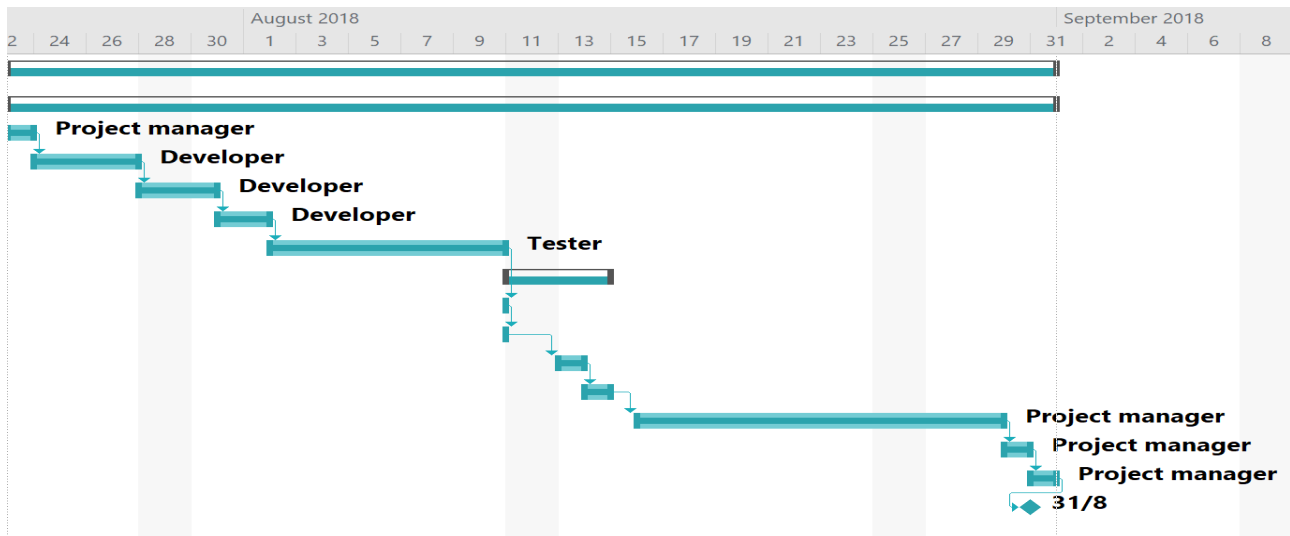 August 2018 September 2018
2 24 26 28 30 1 3 5 7 9 11 13 15 17 19 21 23 25 27 29 31 2 4 6 8
Project manager
Developer
Developer
Developer
Tester
Project manager
Project manager
Project manager
31/8